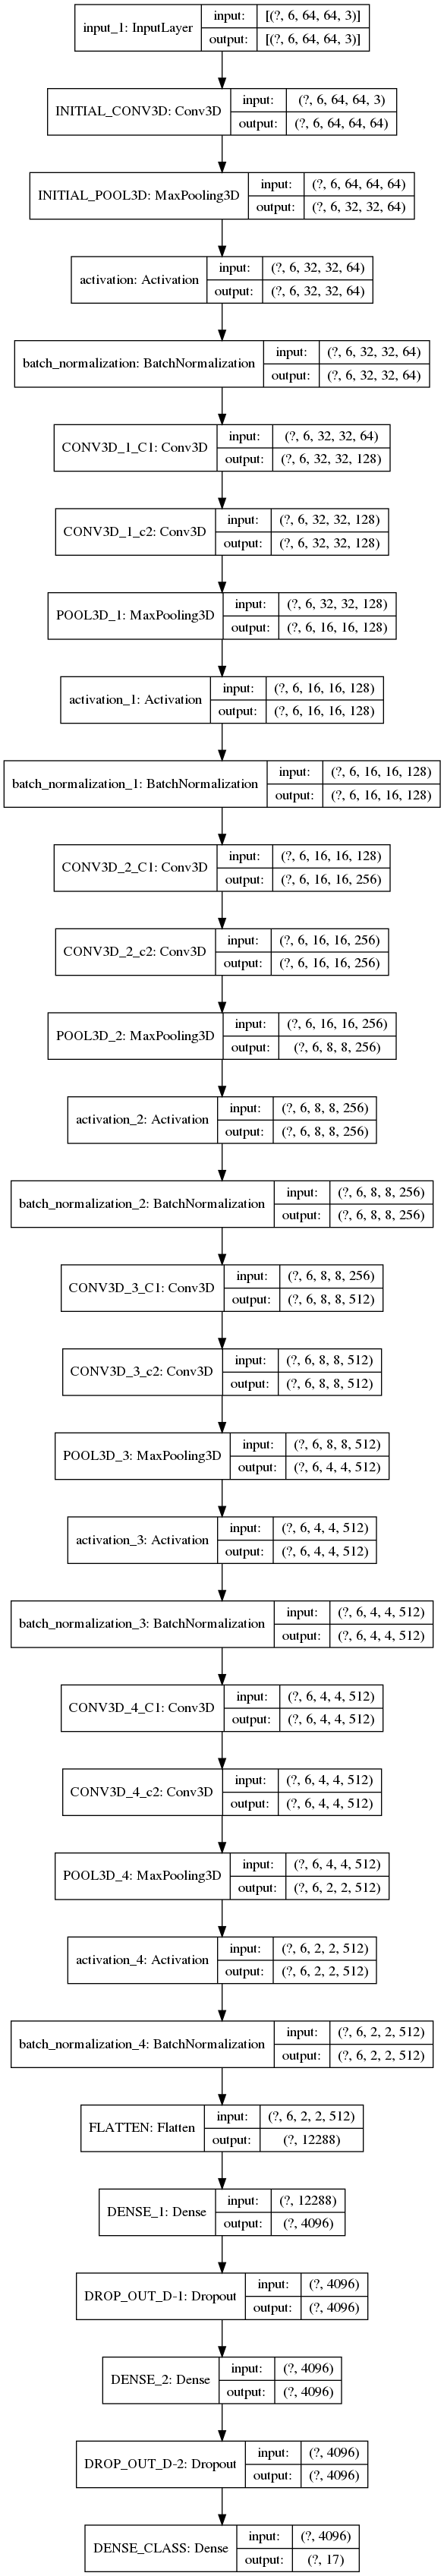 input_1: InputLayer
input: [(?, 6, 64, 64, 3)]
output: [(?, 6, 64, 64, 3)]
INITIAL_CONV3D: Conv3D
input: (?, 6, 64, 64, 3)
output: (?, 6, 64, 64, 64)
INITIAL_POOL3D: MaxPooling3D
input: (?, 6, 64, 64, 64)
output: (?, 6, 32, 32, 64)
activation: Activation
input: (?, 6, 32, 32, 64)
output: (?, 6, 32, 32, 64)
batch_normalization: BatchNormalization
input: (?, 6, 32, 32, 64)
output: (?, 6, 32, 32, 64)
CONV3D_1_C1: Conv3D
input: (?, 6, 32, 32, 64)
output: (?, 6, 32, 32, 128)
CONV3D_1_c2: Conv3D
input: (?, 6, 32, 32, 128)
output: (?, 6, 32, 32, 128)
POOL3D_1: MaxPooling3D
input: (?, 6, 32, 32, 128)
output: (?, 6, 16, 16, 128)
activation_1: Activation
input: (?, 6, 16, 16, 128)
output: (?, 6, 16, 16, 128)
batch_normalization_1: BatchNormalization
input: (?, 6, 16, 16, 128)
output: (?, 6, 16, 16, 128)
CONV3D_2_C1: Conv3D
input: (?, 6, 16, 16, 128)
output: (?, 6, 16, 16, 256)
CONV3D_2_c2: Conv3D
input: (?, 6, 16, 16, 256)
output: (?, 6, 16, 16, 256)
POOL3D_2: MaxPooling3D
input: (?, 6, 16, 16, 256)
output: (?, 6, 8, 8, 256)
activation_2: Activation
input: (?, 6, 8, 8, 256)
output: (?, 6, 8, 8, 256)
batch_normalization_2: BatchNormalization
input: (?, 6, 8, 8, 256)
output: (?, 6, 8, 8, 256)
CONV3D_3_C1: Conv3D
input: (?, 6, 8, 8, 256)
output: (?, 6, 8, 8, 512)
CONV3D_3_c2: Conv3D
input: (?, 6, 8, 8, 512)
output: (?, 6, 8, 8, 512)
POOL3D_3: MaxPooling3D
input: (?, 6, 8, 8, 512)
output: (?, 6, 4, 4, 512)
activation_3: Activation
input: (?, 6, 4, 4, 512)
output: (?, 6, 4, 4, 512)
batch_normalization_3: BatchNormalization
input: (?, 6, 4, 4, 512)
output: (?, 6, 4, 4, 512)
CONV3D_4_C1: Conv3D
input: (?, 6, 4, 4, 512)
output: (?, 6, 4, 4, 512)
CONV3D_4_c2: Conv3D
input: (?, 6, 4, 4, 512)
output: (?, 6, 4, 4, 512)
POOL3D_4: MaxPooling3D
input: (?, 6, 4, 4, 512)
output: (?, 6, 2, 2, 512)
activation_4: Activation
input: (?, 6, 2, 2, 512)
output: (?, 6, 2, 2, 512)
batch_normalization_4: BatchNormalization
input: (?, 6, 2, 2, 512)
output: (?, 6, 2, 2, 512)
FLATTEN: Flatten
input: (?, 6, 2, 2, 512)
output: (?, 12288)
DENSE_1: Dense
input: (?, 12288)
output: (?, 4096)
DROP_OUT_D-1: Dropout
input: (?, 4096)
output: (?, 4096)
DENSE_2: Dense
input: (?, 4096)
output: (?, 4096)
DROP_OUT_D-2: Dropout
input: (?, 4096)
output: (?, 4096)
DENSE_CLASS: Dense
input: (?, 4096)
output: (?, 17)